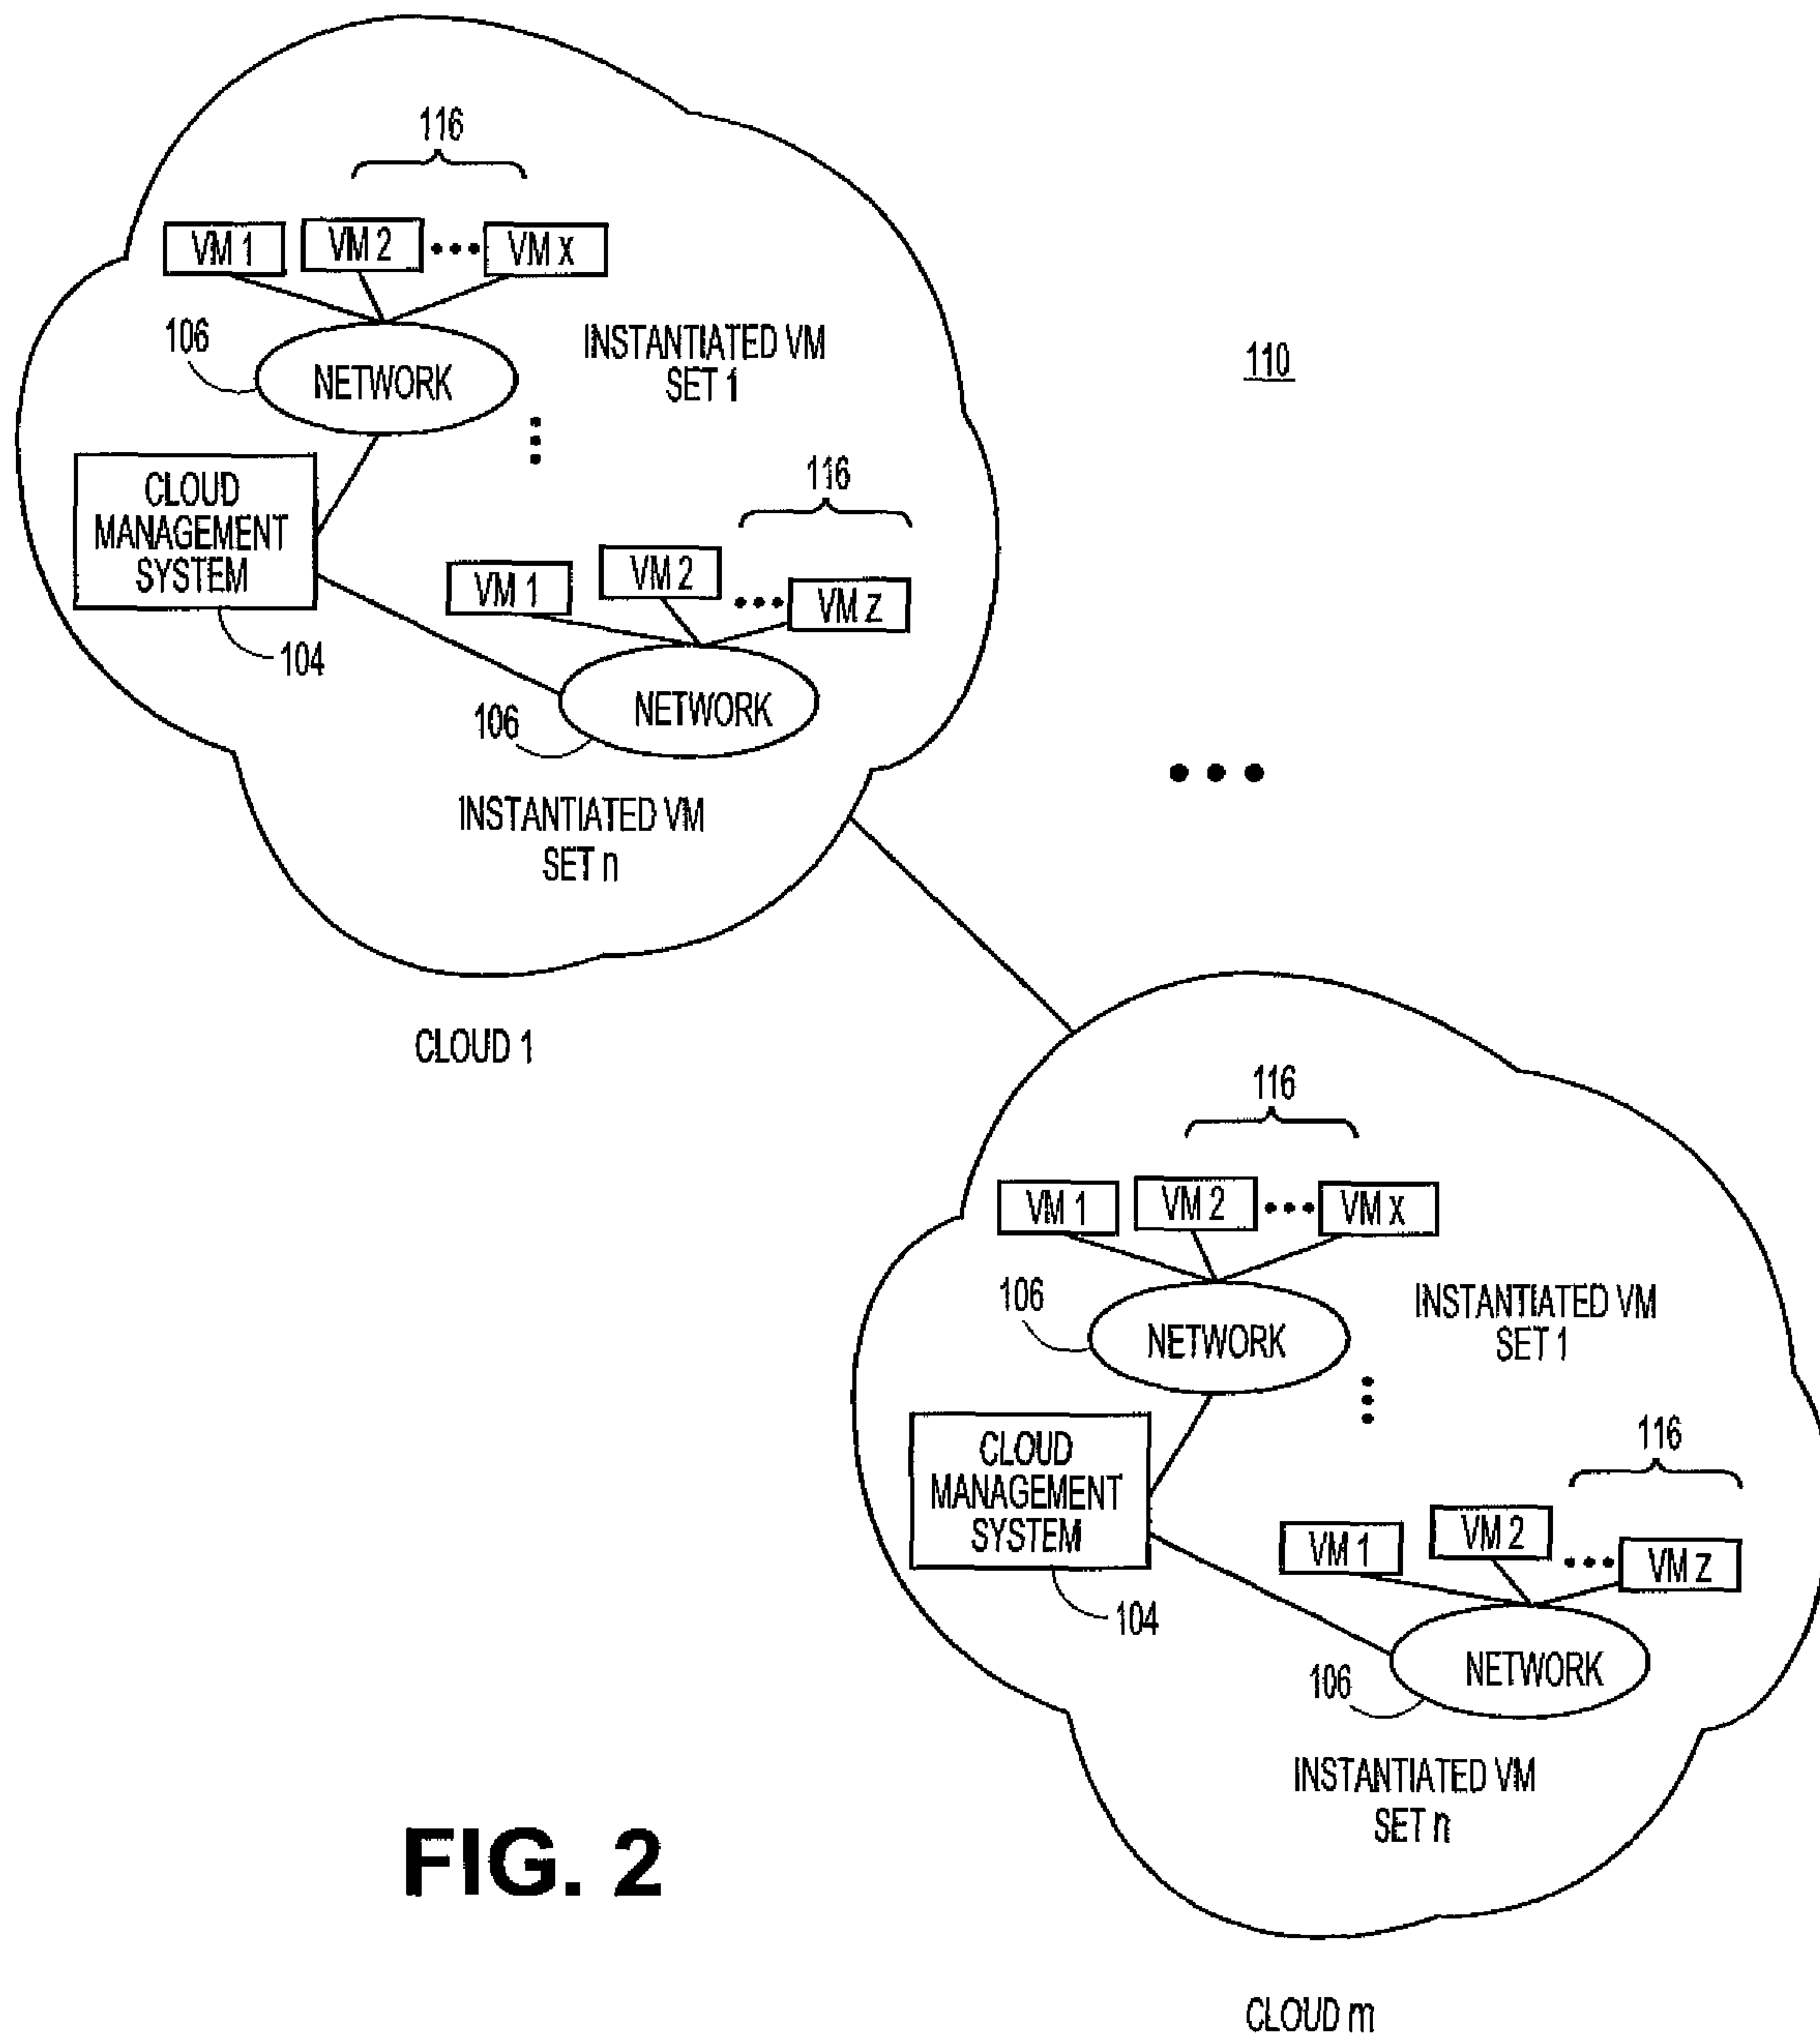 116
VM 1
VM 2
VM X
106
NETWORK
INSTANTIATED VM
SET 1
110
CLOUD
MANAGEMENT
SYSTEM
104
116
VM 1
VM 2
VM Z
106
NETWORK
INSTANTIATED VM
SET n
CLOUD 1
116
VM 1
VM 2
VM X
106
NETWORK
INSTANTIATED VM
SET 1
CLOUD
MANAGEMENT
SYSTEM
104
116
VM 1
VM 2
VM Z
106
NETWORK
INSTANTIATED VM
SET n
FIG. 2
CLOUD m